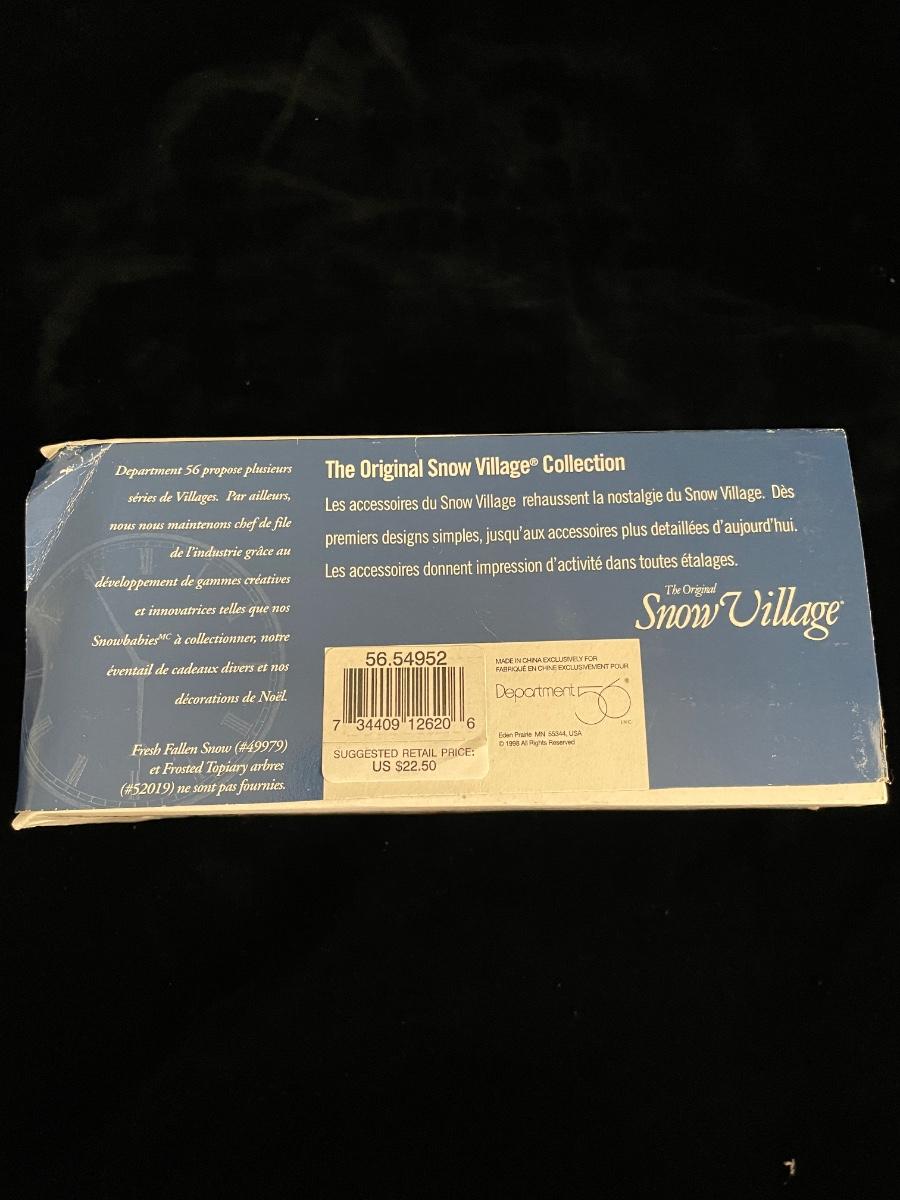 Department 56 propose plusieurs
séries de Villages. Par ailleurs,
nous nous maintenons chef de file
de l'industrie grâce au
développement de gammes créatives
et innovatrices telles que nos
Snowbabies MC à collectionner, notre
éventail de cadeaux divers et nos
décorations de Noël.
Fresh Fallen Snow (#49979)
et Frosted Topiary arbres
(#52019) ne sont pas fournies.
The Original Snow Village® Collection
Les accessoires du Snow Village rehaussent la nostalgie du Snow Village. Dès
premiers designs simples, jusqu'aux accessoires plus detaillées d'aujourd'hui.
Les accessoires donnent impression d'activité dans toutes étalages.
The Original
Snow Village
56.54952
7 34409 12620 6
SUGGESTED RETAIL PRICE:
US $22.50
MADE IN CHINA EXCLUSIVELY FOR
FABRIQUÉ EN CHINE EXCLUSIVEMENT POUR
Department 56®
INC.
Eden Prairie MN 55344, USA
© 1998 All Rights Reserved